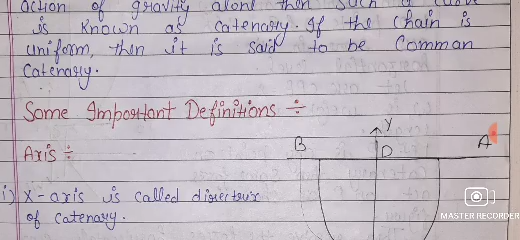 action of gravity alone then such a curve
is known as catenary. If the chain is
uniform, then it is said to be Comman
Catenary.
Some Important Definitions ÷
Axis ÷
B Y D A
i) X-axis is called directrix
of catenary.
MASTER RECORDER